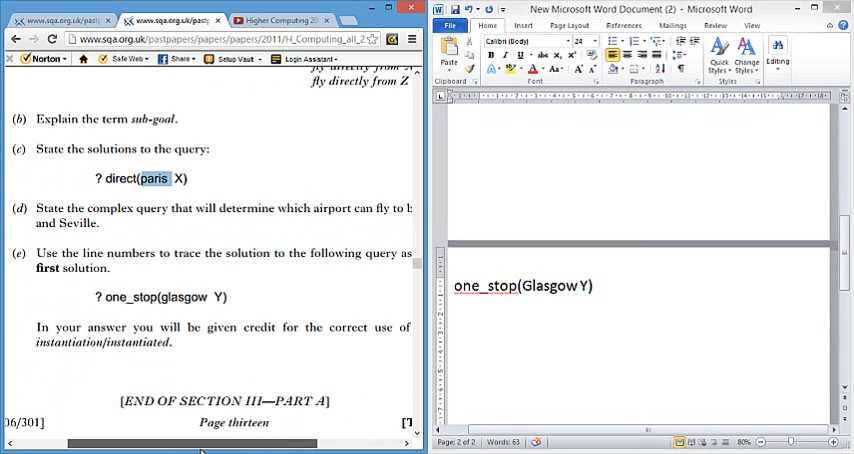 www.sqa.org.uk/pastp
www.sqa.org.uk/pastp
Higher Computing 20
www.sqa.org.uk/pastpapers/papers/papers/2011/H_Computing_all_2
Norton
Safe Web
Share
Setup Vault
Login Assistant
fly directly from Z
(b) Explain the term sub-goal.
(c) State the solutions to the query:
? direct(paris X)
(d) State the complex query that will determine which airport can fly to b
and Seville.
(e) Use the line numbers to trace the solution to the following query as
first solution.
? one_stop(glasgow Y)
In your answer you will be given credit for the correct use of
instantiation/instantiated.
[END OF SECTION III—PART A]
06/301]
Page thirteen
[T
New Microsoft Word Document (2) - Microsoft Word
File Home Insert Page Layout References Mailings Review View
Calibri (Body) 24
Paste
Quick Styles
Change Styles
Editing
Clipboard
Font
Paragraph
Styles
one_stop(Glasgow Y)
Page: 2 of 2 Words: 63
80%